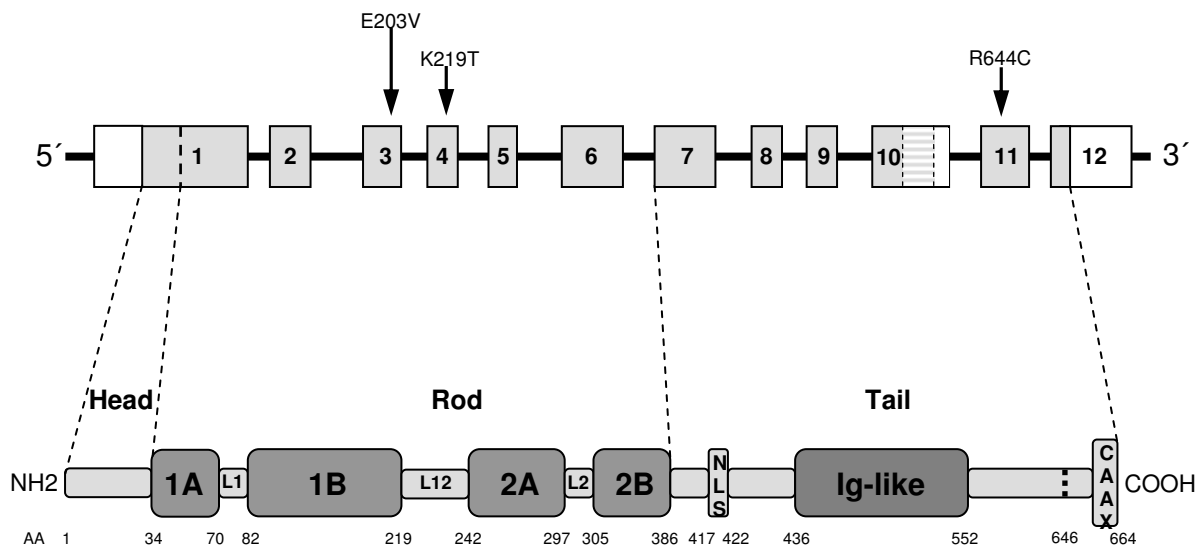 E203V
K219T
R644C
5´ 1 2 3 4 5 6 7 8 9 10 11 12 3´
Head Rod Tail
NH2 1A L1 1B L12 2A L2 2B NLS Ig-like CAAX COOH
AA 1 34 70 82 219 242 297 305 386 417 422 436 552 646 664